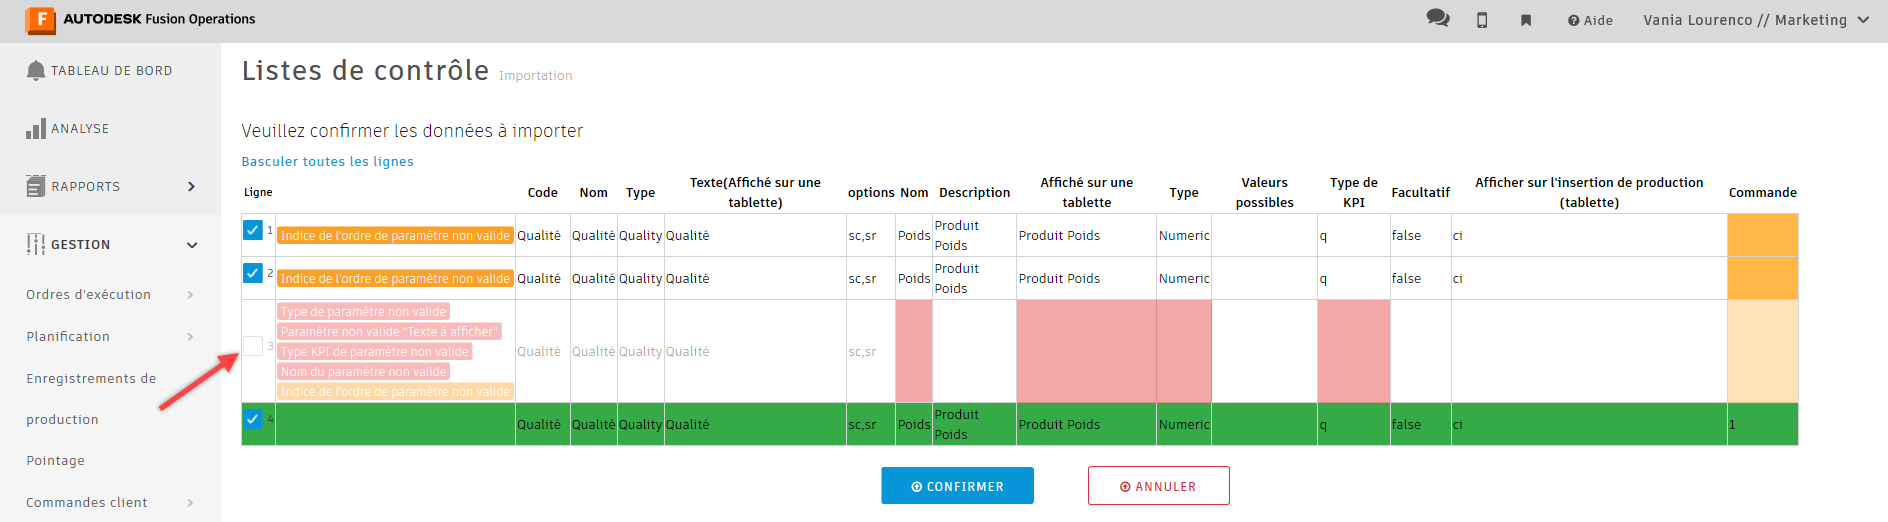 F AUTODESK Fusion Operations
Aide
Vania Lourenco // Marketing
TABLEAU DE BORD
ANALYSE
RAPPORTS
GESTION
Ordres d'exécution
Planification
Enregistrements de
production
Pointage
Commandes client
Listes de contrôle Importation
Veuillez confirmer les données à importer
Basculer toutes les lignes
Ligne Code Nom Type Texte(Affiché sur une tablette) options Nom Description Affiché sur une tablette Type Valeurs possibles Type de KPI Facultatif Afficher sur l'insertion de production (tablette) Commande
1 Indice de l'ordre de paramètre non valide Qualité Qualité Quality Qualité sc,sr Poids Produit Poids Produit Poids Numeric q false ci
2 Indice de l'ordre de paramètre non valide Qualité Qualité Quality Qualité sc,sr Poids Produit Poids Produit Poids Numeric q false ci
Type de paramètre non valide
Paramètre non valide "Texte à afficher"
3 Type KPI de paramètre non valide Qualité Qualité Quality Qualité sc,sr
Nom du paramètre non valide
Indice de l'ordre de paramètre non valide
4 Qualité Qualité Quality Qualité sc,sr Poids Produit Poids Produit Poids Numeric q false ci 1
CONFIRMER
ANNULER